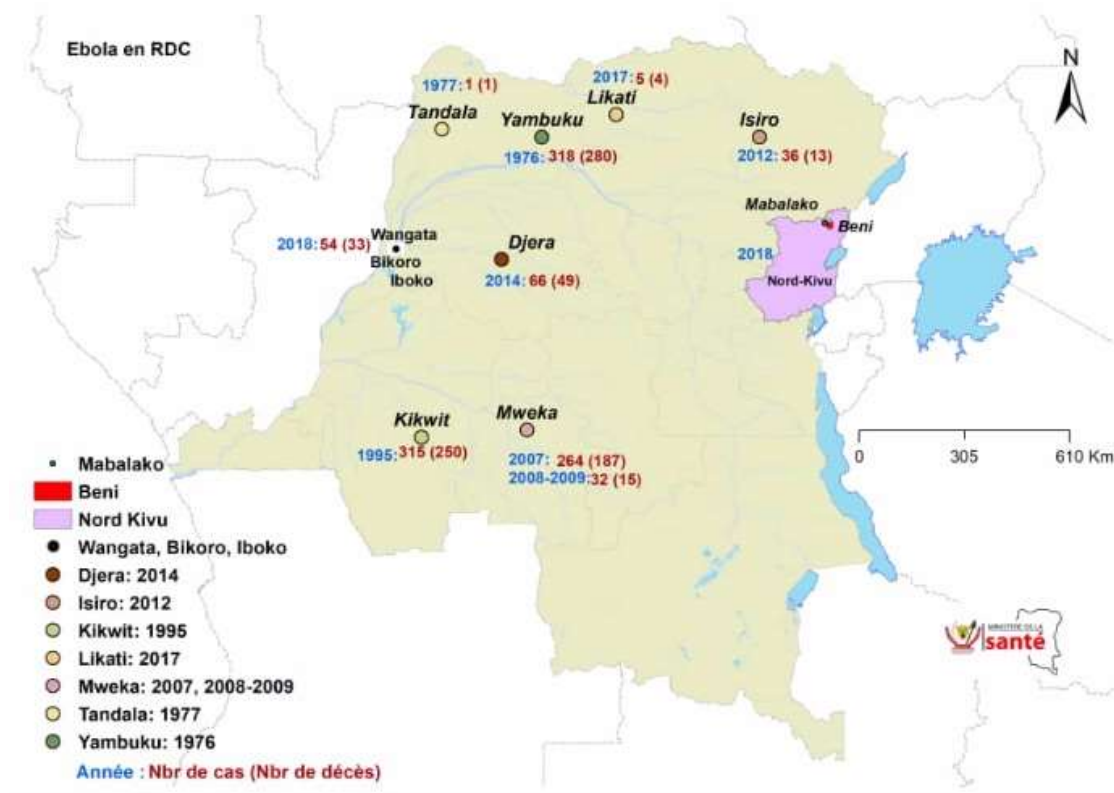 Ebola en RDC
N
1977: 1 (1)
Tandala
2017: 5 (4)
Likati
Yambuku
1976: 318 (280)
Isiro
2012: 36 (13)
Mabalako
Beni
2018
Nord-Kivu
2018: 54 (33)
Wangata
Bikoro
Iboko
Djera
2014: 66 (49)
Kikwit
1995: 315 (250)
Mweka
2007: 264 (187)
2008-2009: 32 (15)
0 305 610 Km
Mabalako
Beni
Nord Kivu
Wangata, Bikoro, Iboko
Djera: 2014
Isiro: 2012
Kikwit: 1995
Likati: 2017
Mweka: 2007, 2008-2009
Tandala: 1977
Yambuku: 1976
Année : Nbr de cas (Nbr de décès)
MINISTERE DE LA
santé